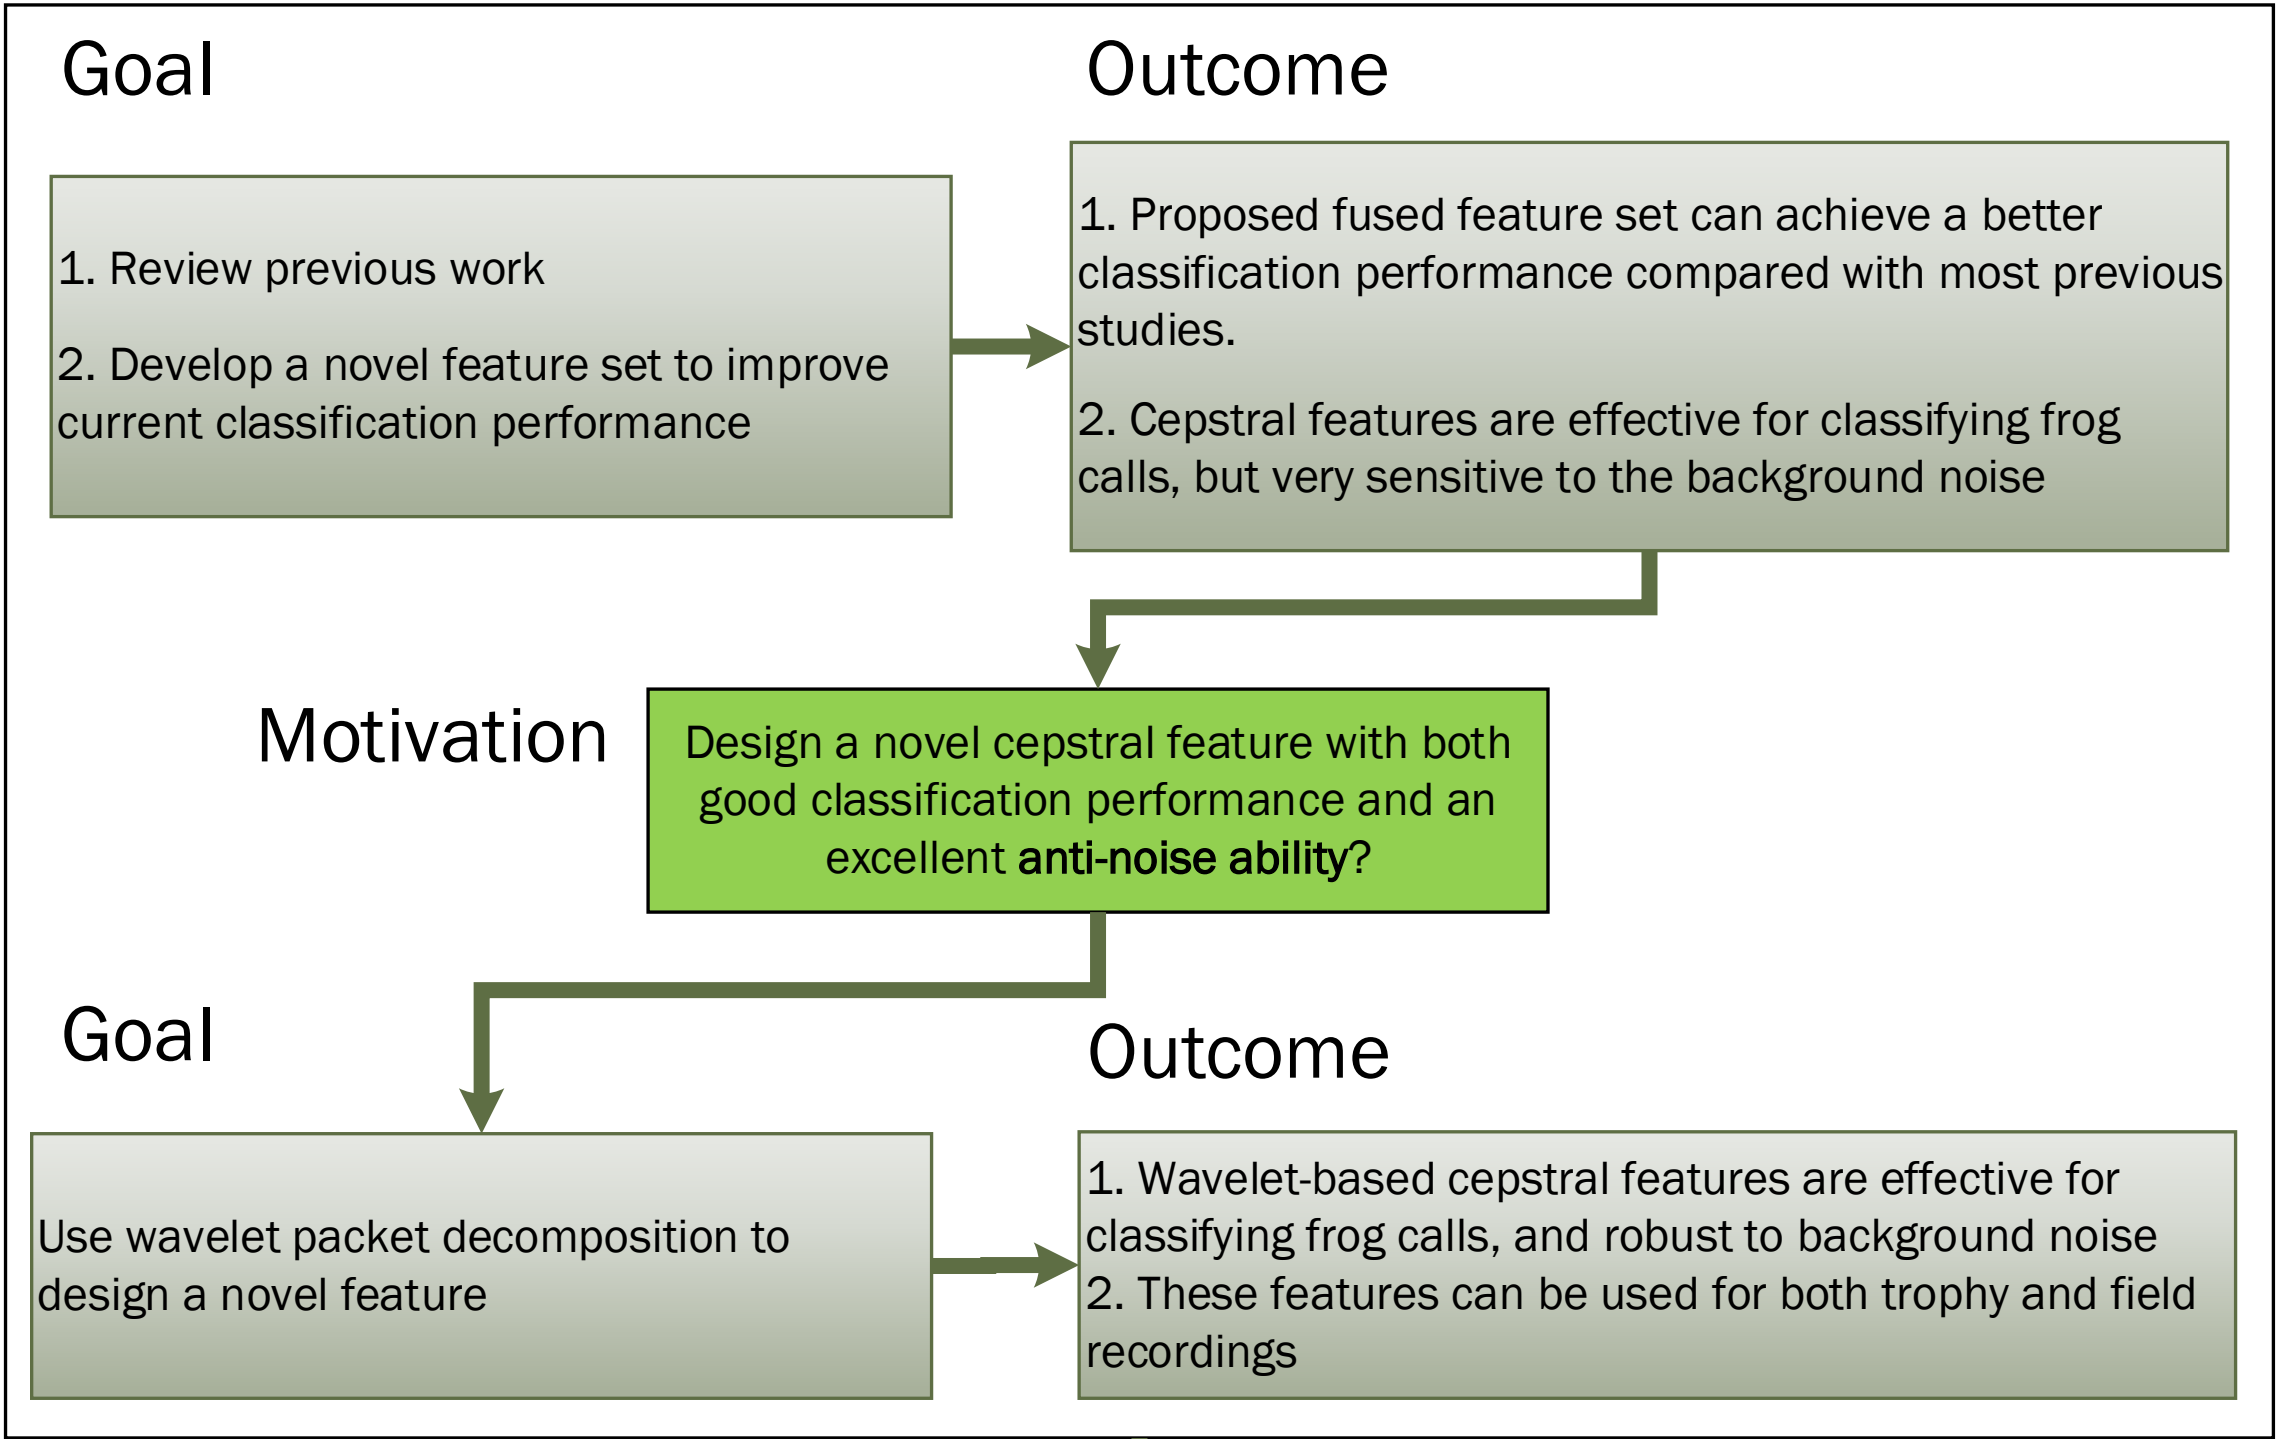 Goal
Outcome
1. Review previous work
2. Develop a novel feature set to improve
current classification performance
1. Proposed fused feature set can achieve a better
classification performance compared with most previous
studies.
2. Cepstral features are effective for classifying frog
calls, but very sensitive to the background noise
Motivation
Design a novel cepstral feature with both
good classification performance and an
excellent anti-noise ability?
Goal
Outcome
Use wavelet packet decomposition to
design a novel feature
1. Wavelet-based cepstral features are effective for
classifying frog calls, and robust to background noise
2. These features can be used for both trophy and field
recordings